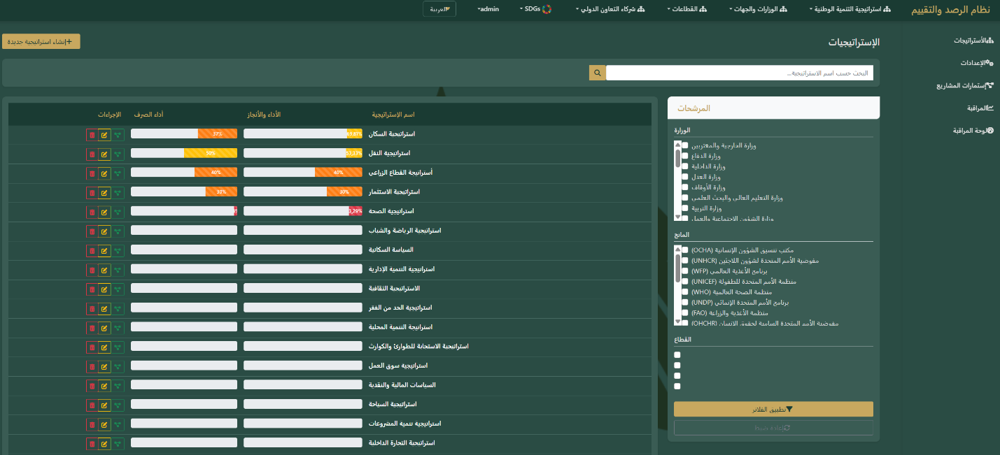 نظام الرصد والتقييم
استراتيجية التنمية الوطنية
الوزارات والجهات
القطاعات
شركاء التعاون الدولي
SDGs
admin
العربية
الأستراتيجات
الإعدادات
إستمارات المشاريع
المراقبة
لوحة المراقبة
الإستراتيجيات
إنشاء استراتيجية جديدة
البحث حسب اسم الاستراتيجية...
المرشحات
الوزارة
وزارة الخارجية والمغتربين
وزارة الدفاع
وزارة الداخلية
وزارة العدل
وزارة الأوقاف
وزارة التعليم العالي والبحث العلمي
وزارة التربية
وزارة الشؤون الاجتماعية والعمل
المانح
مكتب تنسيق الشؤون الإنسانية (OCHA)
مفوضية الأمم المتحدة لشؤون اللاجئين (UNHCR)
برنامج الأغذية العالمي (WFP)
منظمة الأمم المتحدة للطفولة (UNICEF)
منظمة الصحة العالمية (WHO)
برنامج الأمم المتحدة الإنمائي (UNDP)
منظمة الأغذية والزراعة (FAO)
مفوضية الأمم المتحدة السامية لحقوق الإنسان (OHCHR)
القطاع
تطبيق الفلاتر
إعادة ضبط
اسم الإستراتيجية الأداء والأنجاز أداء الصرف الإجراءات
استراتيجية السكان 69,81% 37%
استراتيجية النقل 53,13% 50%
أستراتيجة القطاع الزراعي 40% 40%
استراتيجية الاستثمار 30% 30%
استراتيجية الصحة 3,29%
استراتيجية الرياضة والشباب
السياسة السكانية
استراتيجية التنمية الإدارية
الاستراتيجية الثقافية
استراتيجية الحد من الفقر
استراتيجة التنمية المحلية
استراتيجية الاستجابة للطوارئ والكوارث
استراتيجية سوق العمل
السياسات المالية والنقدية
استراتيجية السياحة
استراتيجية تنمية المشروعات
استراتيجية التجارة الداخلية